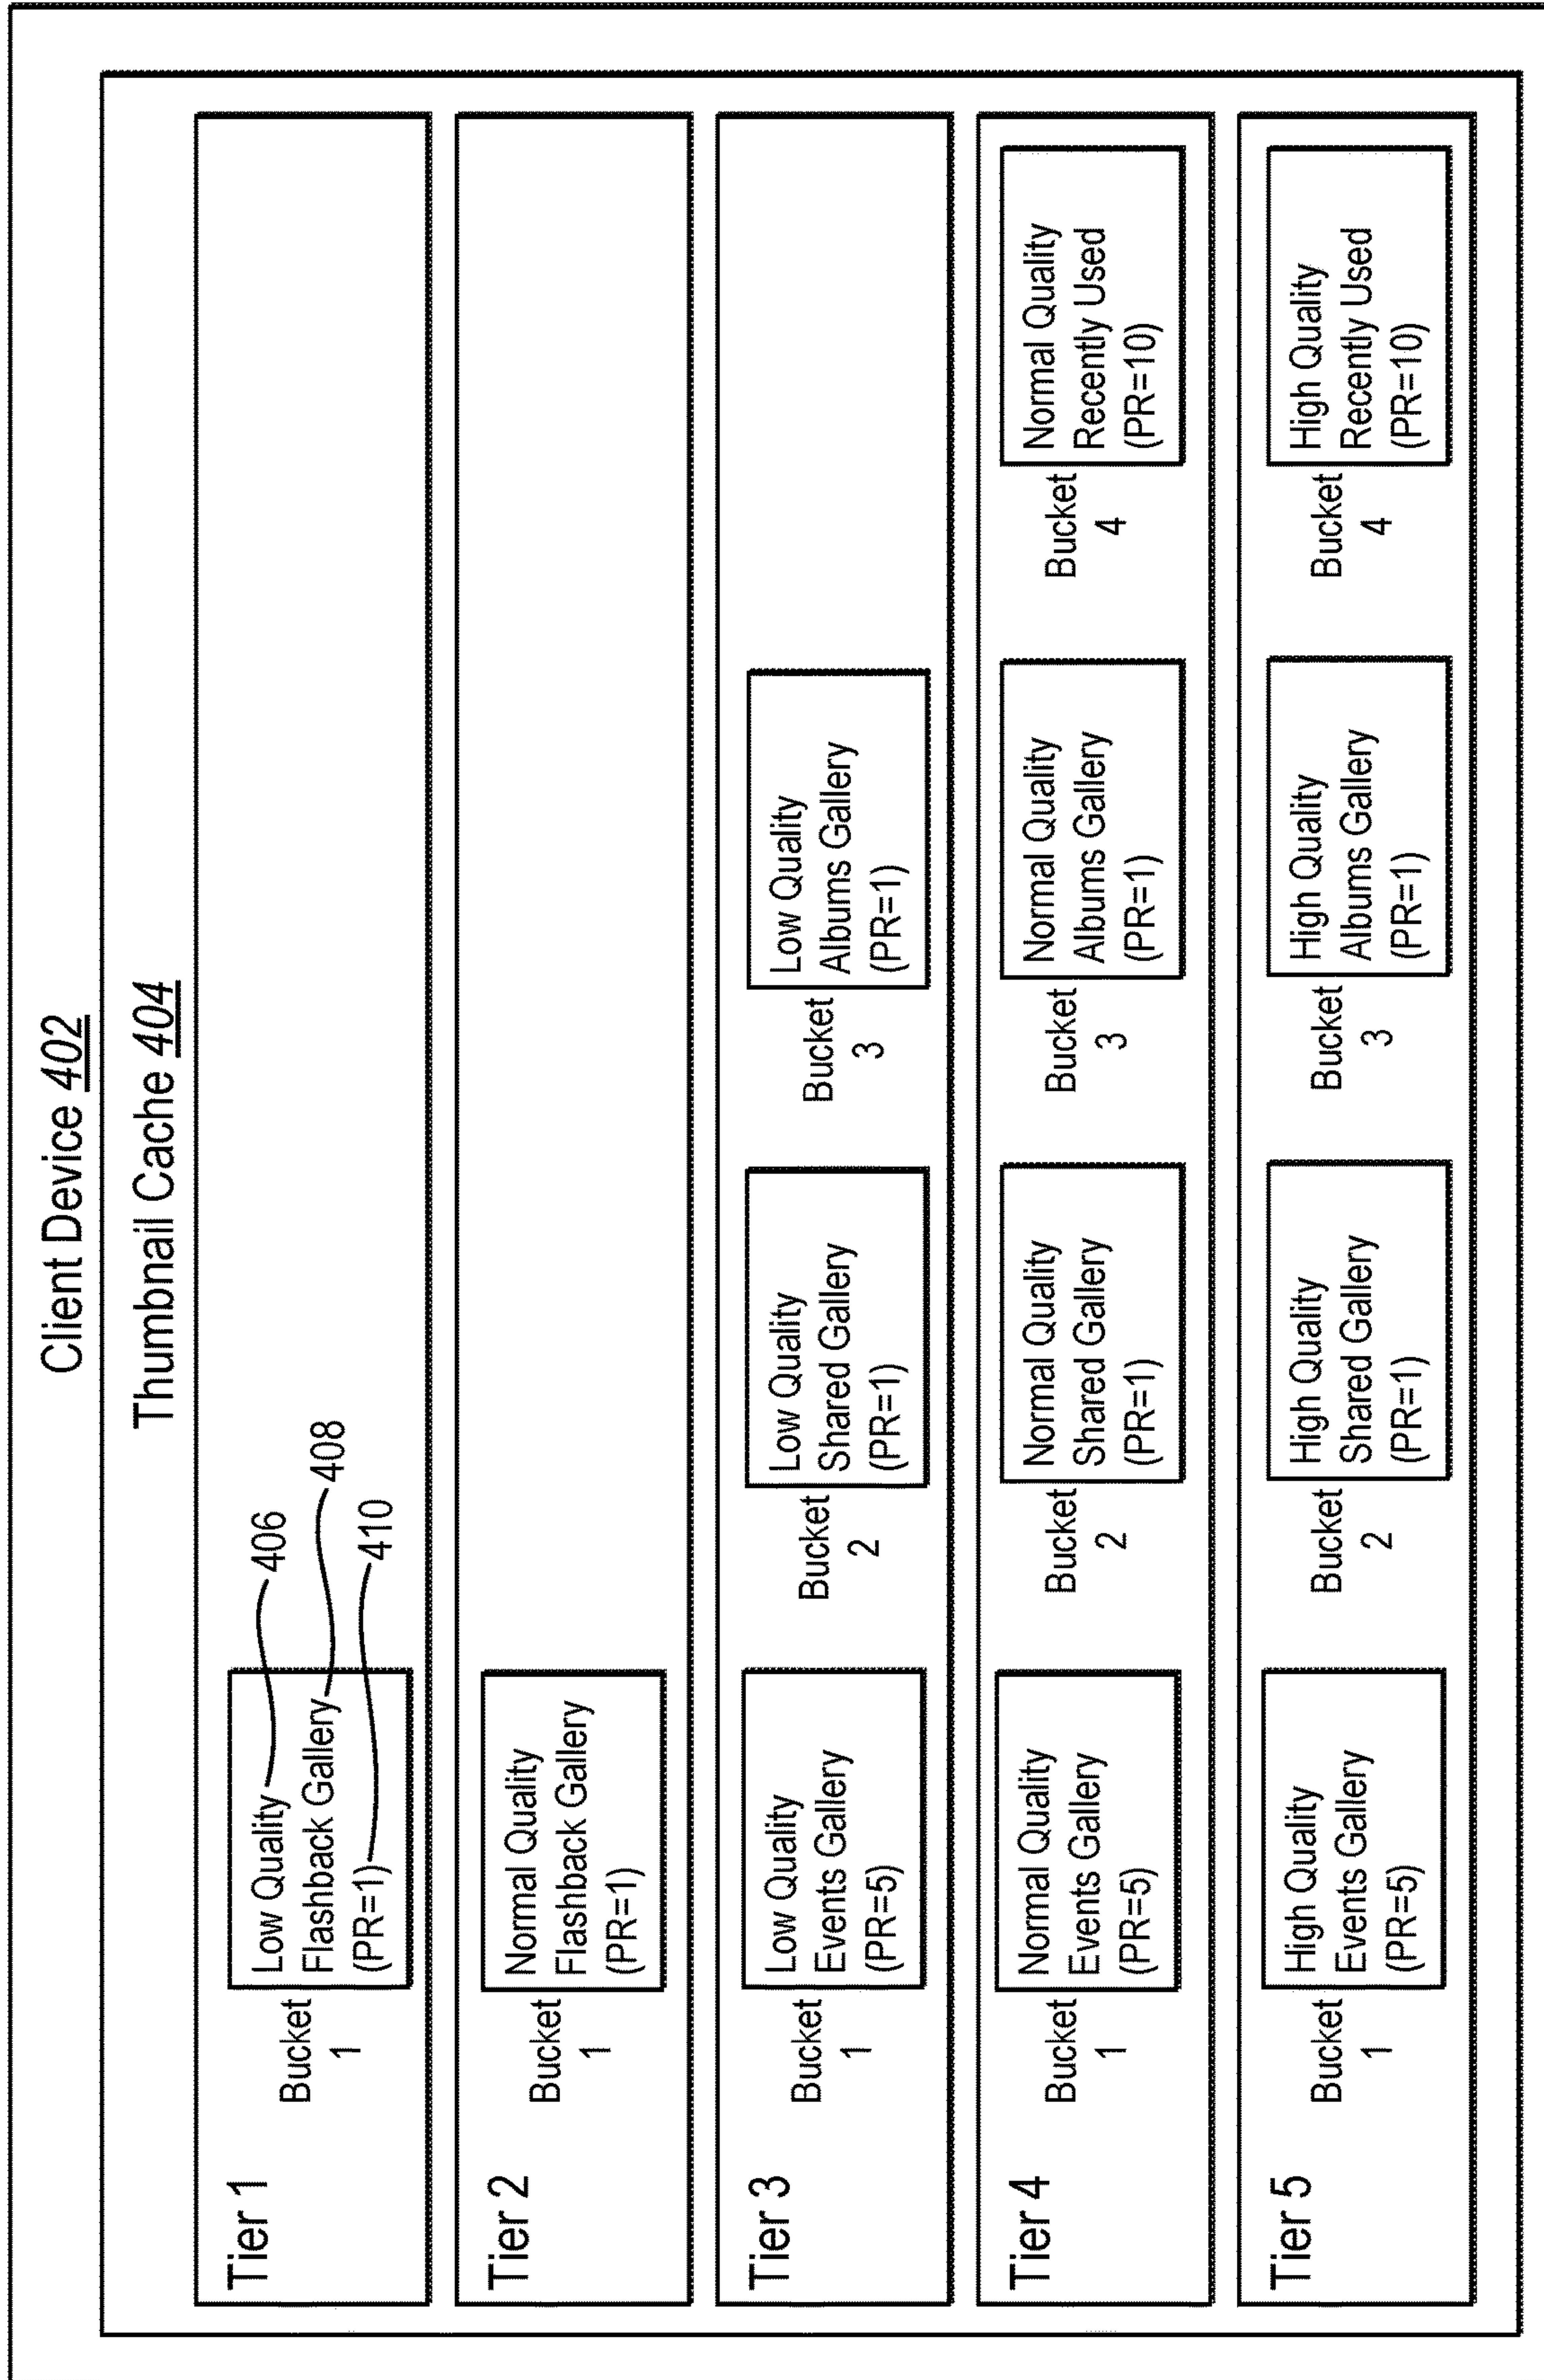 Client Device 402
Thumbnail Cache 404
Tier 1
Bucket
1
Low Quality
Flashback Gallery
(PR=1)
406
408
410
Tier 2
Bucket
1
Normal Quality
Flashback Gallery
(PR=1)
Tier 3
Bucket
1
Low Quality
Events Gallery
(PR=5)
Bucket
2
Low Quality
Shared Gallery
(PR=1)
Bucket
3
Low Quality
Albums Gallery
(PR=1)
Tier 4
Bucket
1
Normal Quality
Events Gallery
(PR=5)
Bucket
2
Normal Quality
Shared Gallery
(PR=1)
Bucket
3
Normal Quality
Albums Gallery
(PR=1)
Bucket
4
Normal Quality
Recently Used
(PR=10)
Tier 5
Bucket
1
High Quality
Events Gallery
(PR=5)
Bucket
2
High Quality
Shared Gallery
(PR=1)
Bucket
3
High Quality
Albums Gallery
(PR=1)
Bucket
4
High Quality
Recently Used
(PR=10)